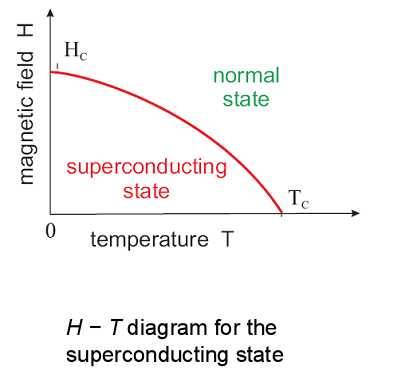 magnetic field H
H_C
normal
state
superconducting
state
T_C
0
temperature T
H − T diagram for the
superconducting state